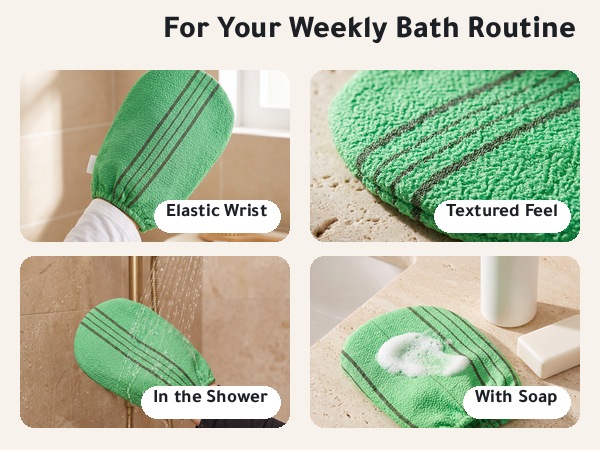 For Your Weekly Bath Routine
Elastic Wrist
Textured Feel
In the Shower
With Soap